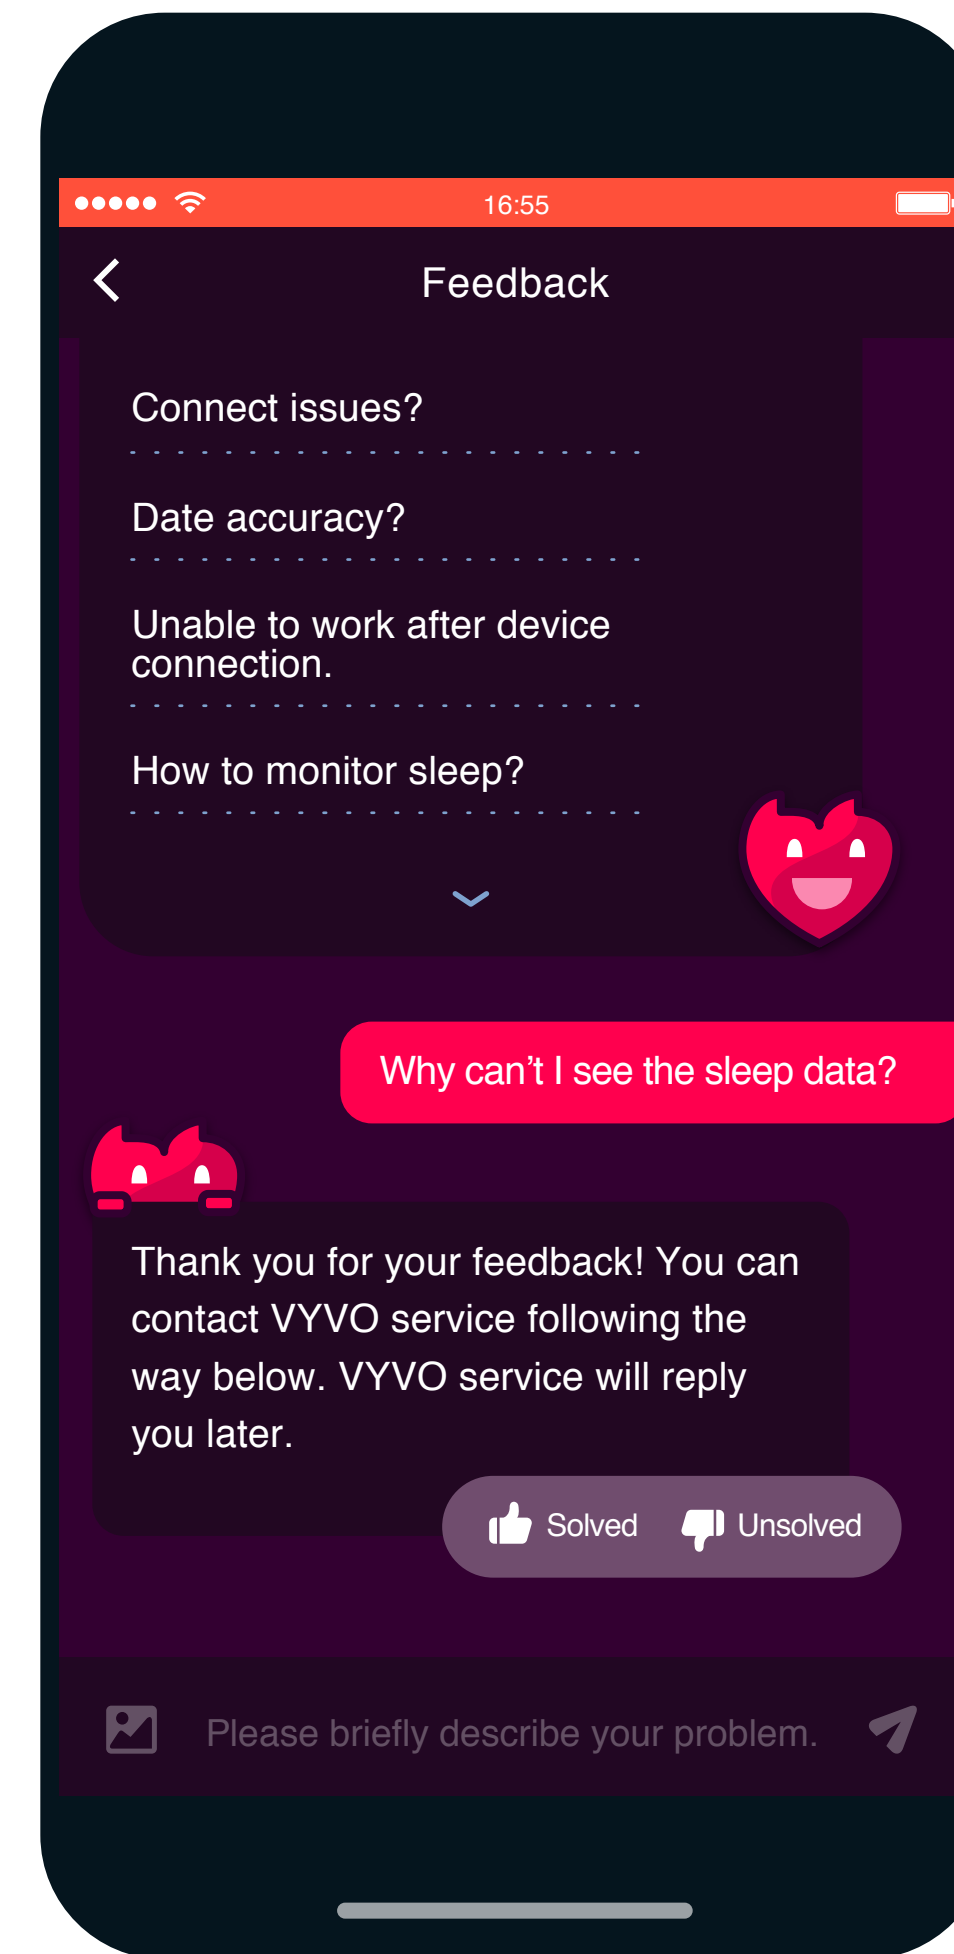 16:55
Feedback
Connect issues?
Date accuracy?
Unable to work after device
connection.
How to monitor sleep?
Why can’t I see the sleep data?
Thank you for your feedback! You can
contact VYVO service following the
way below. VYVO service will reply
you later.
Solved Unsolved
Please briefly describe your problem.